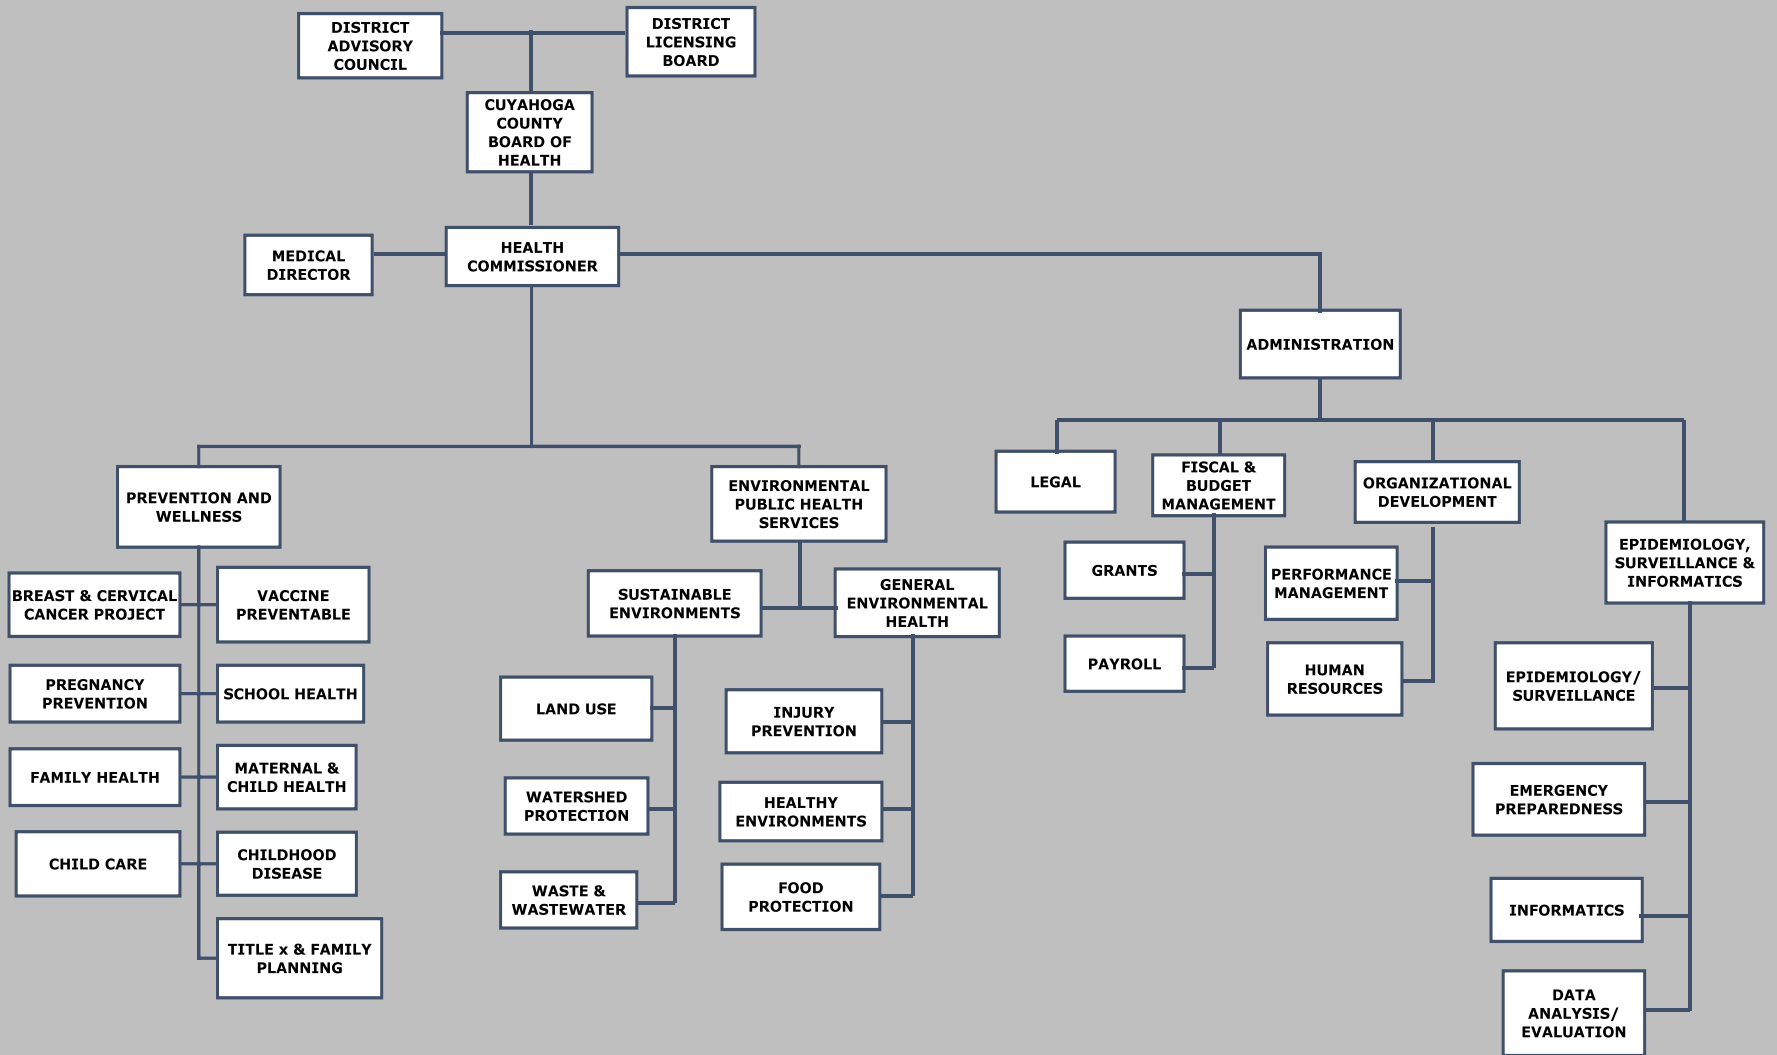 DISTRICT
ADVISORY
COUNCIL
DISTRICT
LICENSING
BOARD
CUYAHOGA
COUNTY
BOARD OF
HEALTH
MEDICAL
DIRECTOR
HEALTH
COMMISSIONER
ADMINISTRATION
PREVENTION AND
WELLNESS
BREAST & CERVICAL
CANCER PROJECT
VACCINE
PREVENTABLE
PREGNANCY
PREVENTION
SCHOOL HEALTH
FAMILY HEALTH
MATERNAL &
CHILD HEALTH
CHILD CARE
CHILDHOOD
DISEASE
TITLE x & FAMILY
PLANNING
ENVIRONMENTAL
PUBLIC HEALTH
SERVICES
SUSTAINABLE
ENVIRONMENTS
LAND USE
WATERSHED
PROTECTION
WASTE &
WASTEWATER
GENERAL
ENVIRONMENTAL
HEALTH
INJURY
PREVENTION
HEALTHY
ENVIRONMENTS
FOOD
PROTECTION
LEGAL
FISCAL &
BUDGET
MANAGEMENT
GRANTS
PAYROLL
ORGANIZATIONAL
DEVELOPMENT
PERFORMANCE
MANAGEMENT
HUMAN
RESOURCES
EPIDEMIOLOGY,
SURVEILLANCE &
INFORMATICS
EPIDEMIOLOGY/
SURVEILLANCE
EMERGENCY
PREPAREDNESS
INFORMATICS
DATA
ANALYSIS/
EVALUATION